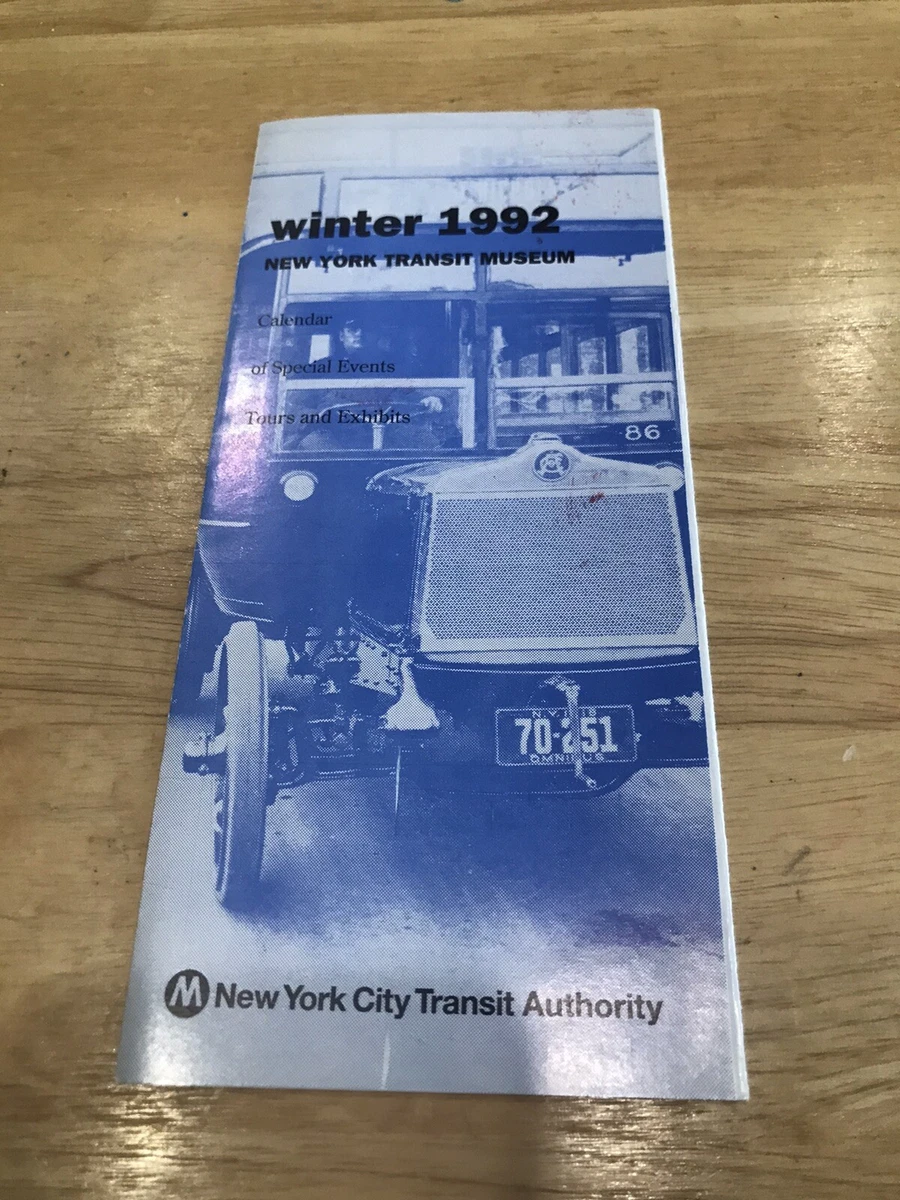 winter 1992
NEW YORK TRANSIT MUSEUM
Calendar
of Special Events
Tours and Exhibits
86
70-251
OMNIBUS
M New York City Transit Authority